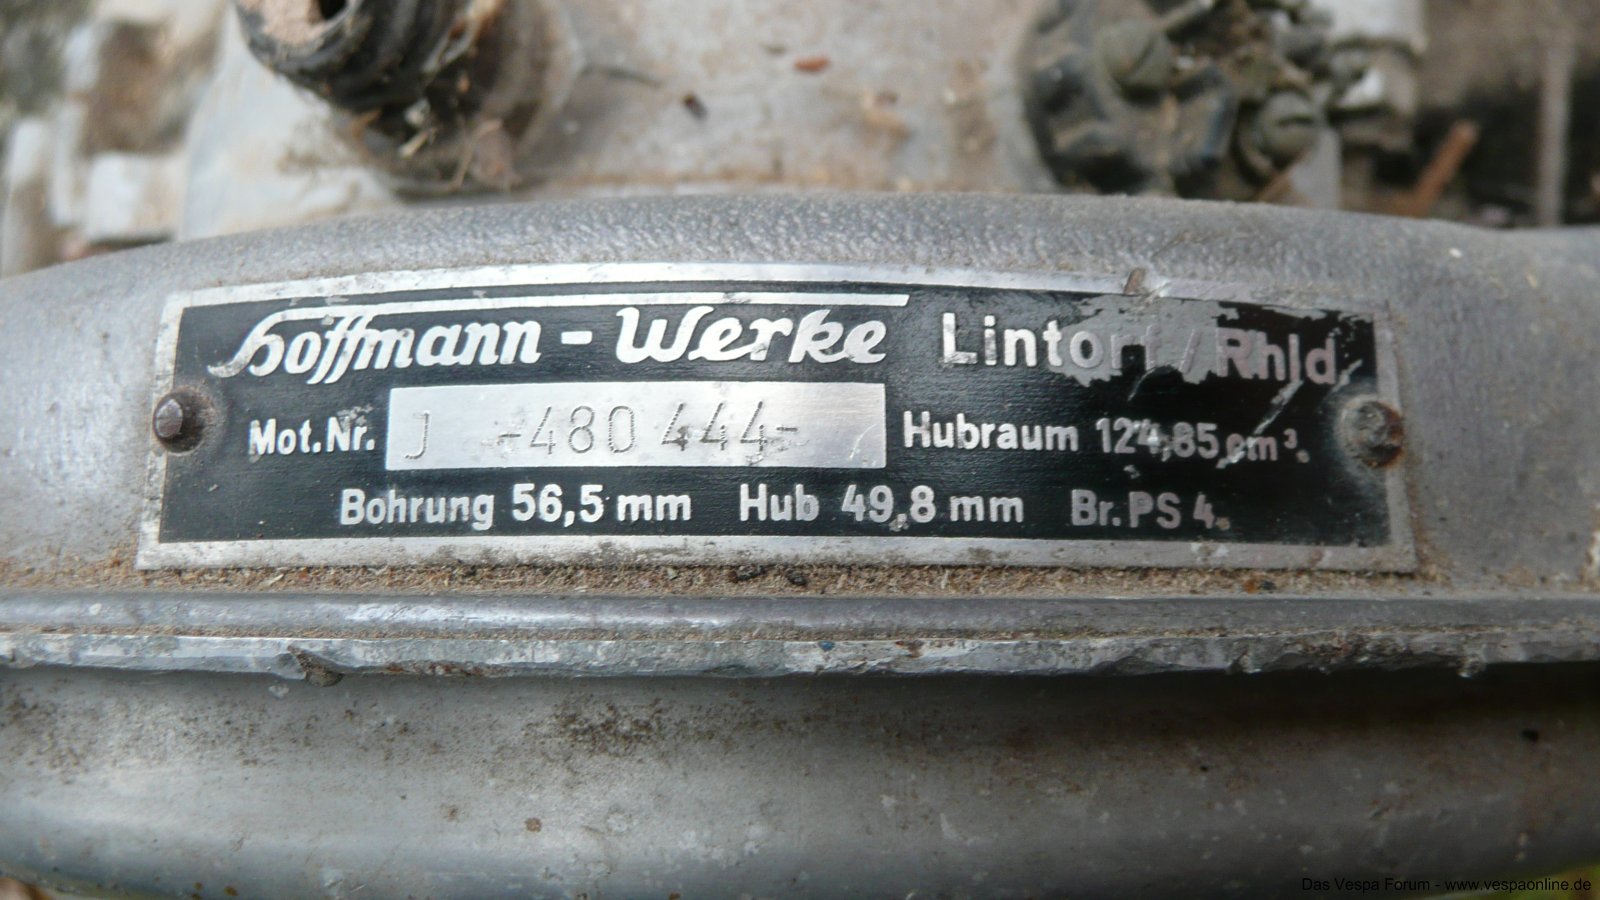 Hoffmann - Werke Lintorf / Rhld
Mot.Nr. J -480 444- Hubraum 124,85 cm³.
Bohrung 56,5 mm Hub 49,8 mm Br.PS 4.
Das Vespa Forum - www.vespaonline.de